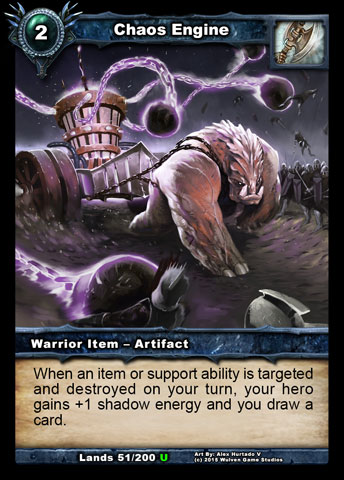 2
Chaos Engine
Warrior Item – Artifact
When an item or support ability is targeted
and destroyed on your turn, your hero
gains +1 shadow energy and you draw a
card.
Lands 51/200 U
Art By: Alex Hurtado V
(c) 2015 Wulven Game Studios